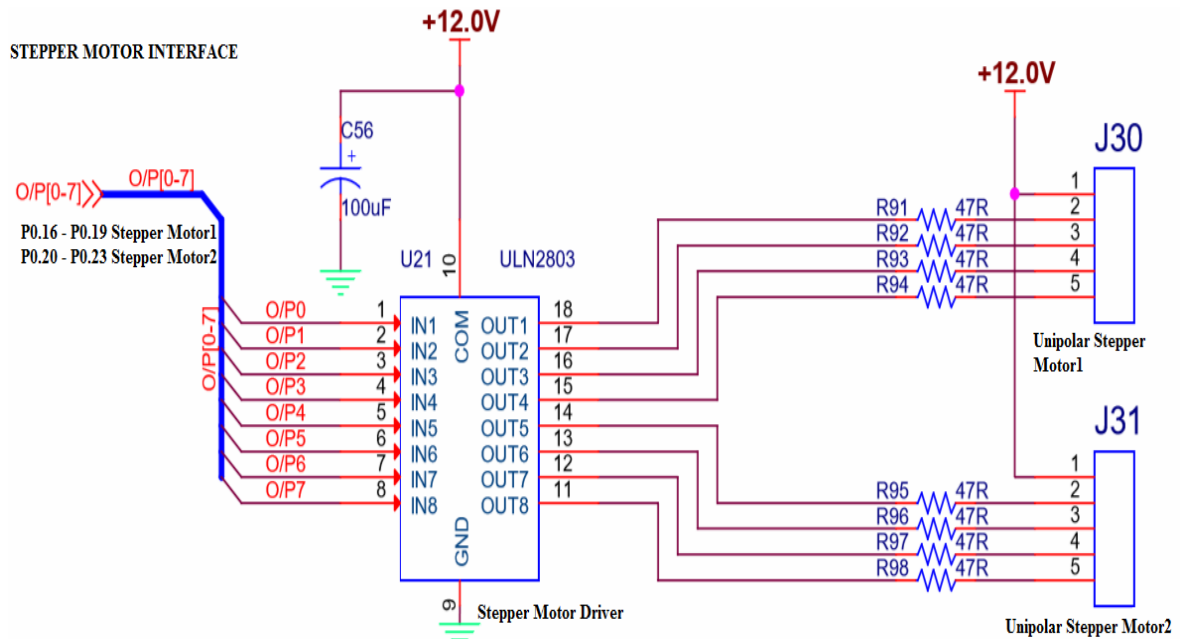 +12.0V
STEPPER MOTOR INTERFACE
+12.0V
C56
+
100uF
J30
O/P[0-7]
O/P[0-7]
P0.16 - P0.19 Stepper Motor1
P0.20 - P0.23 Stepper Motor2
U21
10
ULN2803
O/P[0-7]
O/P0 1 IN1
O/P1 2 IN2
O/P2 3 IN3
O/P3 4 IN4
O/P4 5 IN5
O/P5 6 IN6
O/P6 7 IN7
O/P7 8 IN8
COM
GND
OUT1 18
OUT2 17
OUT3 16
OUT4 15
OUT5 14
OUT6 13
OUT7 12
OUT8 11
9
Stepper Motor Driver
1
R91 47R 2
R92 47R 3
R93 47R 4
R94 47R 5
Unipolar Stepper
Motor1
J31
1
R95 47R 2
R96 47R 3
R97 47R 4
R98 47R 5
Unipolar Stepper Motor2